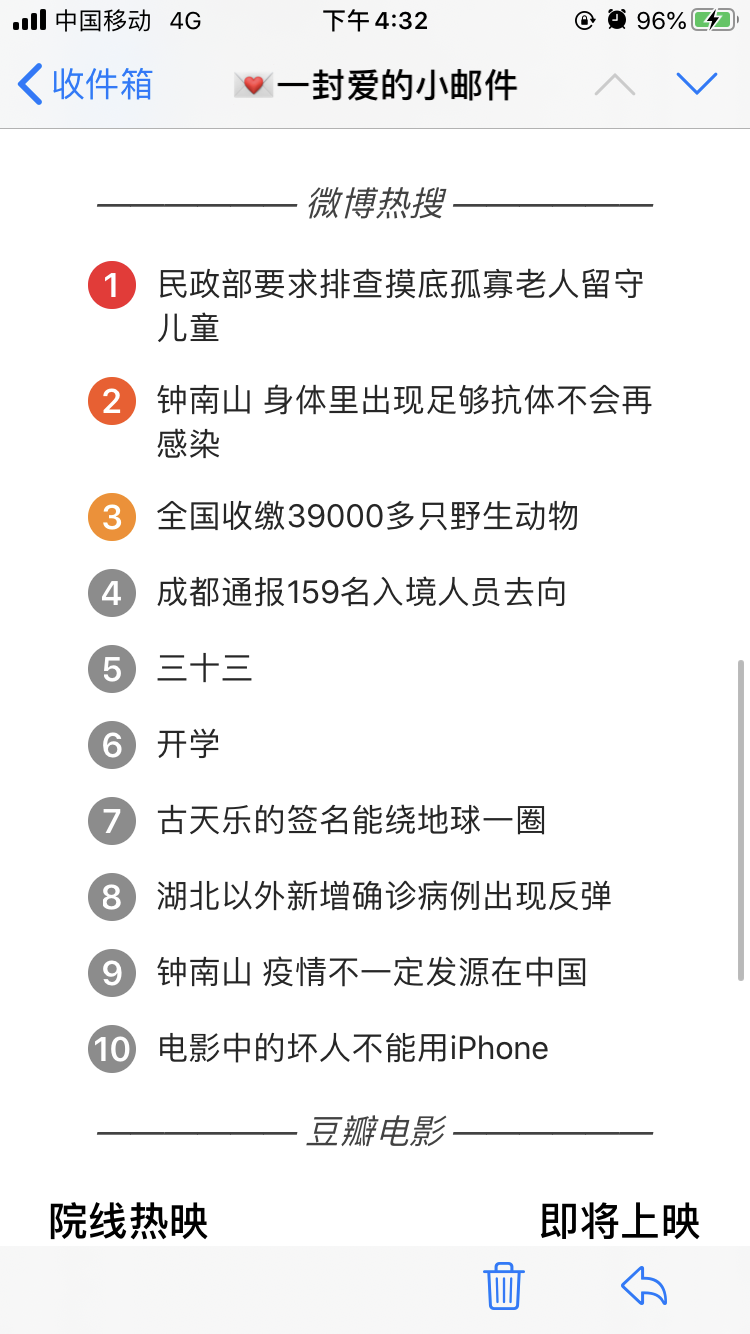 中国移动 4G 下午4:32 96%
收件箱 💌一封爱的小邮件
微博热搜
1 民政部要求排查摸底孤寡老人留守
儿童
2 钟南山 身体里出现足够抗体不会再
感染
3 全国收缴39000多只野生动物
4 成都通报159名入境人员去向
5 三十三
6 开学
7 古天乐的签名能绕地球一圈
8 湖北以外新增确诊病例出现反弹
9 钟南山 疫情不一定发源在中国
10 电影中的坏人不能用iPhone
豆瓣电影
院线热映 即将上映